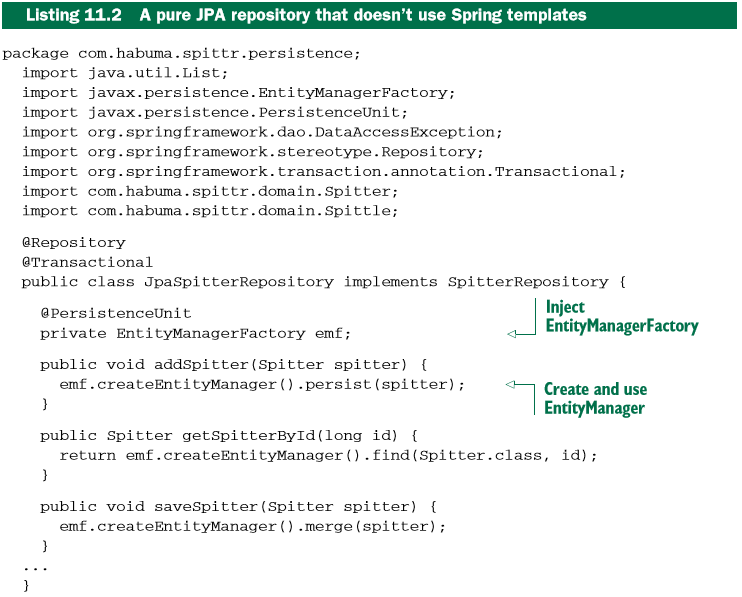 Listing 11.2 A pure JPA repository that doesn't use Spring templates
package com.habuma.spittr.persistence;
import java.util.List;
import javax.persistence.EntityManagerFactory;
import javax.persistence.PersistenceUnit;
import org.springframework.dao.DataAccessException;
import org.springframework.stereotype.Repository;
import org.springframework.transaction.annotation.Transactional;
import com.habuma.spittr.domain.Spitter;
import com.habuma.spittr.domain.Spittle;
@Repository
@Transactional
public class JpaSpitterRepository implements SpitterRepository {
@PersistenceUnit
private EntityManagerFactory emf;
Inject
EntityManagerFactory
public void addSpitter(Spitter spitter) {
emf.createEntityManager().persist(spitter);
}
Create and use
EntityManager
public Spitter getSpitterById(long id) {
return emf.createEntityManager().find(Spitter.class, id);
}
public void saveSpitter(Spitter spitter) {
emf.createEntityManager().merge(spitter);
}
...
}